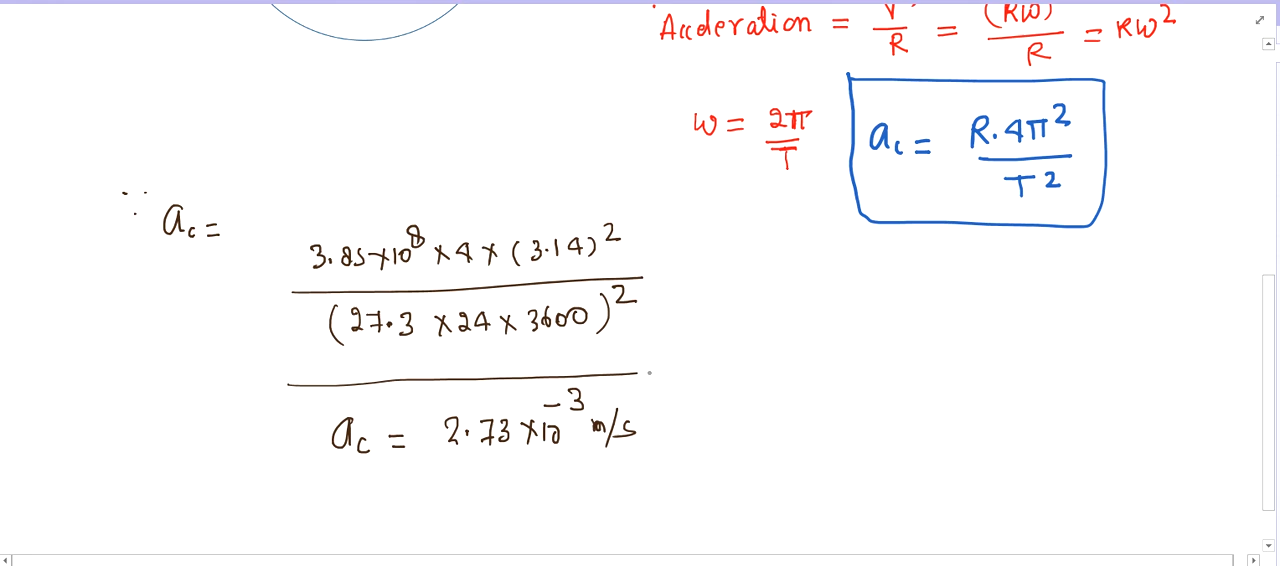 Acceleration = V²/R = (Rω)/R = Rω²
ω = 2π/T
a_c = R.4π²/T²
∵ a_c =
3.85×10⁸ × 4 × (3.14)²
(27.3 × 24 × 3600)²
a_c = 2.73×10⁻³ m/s